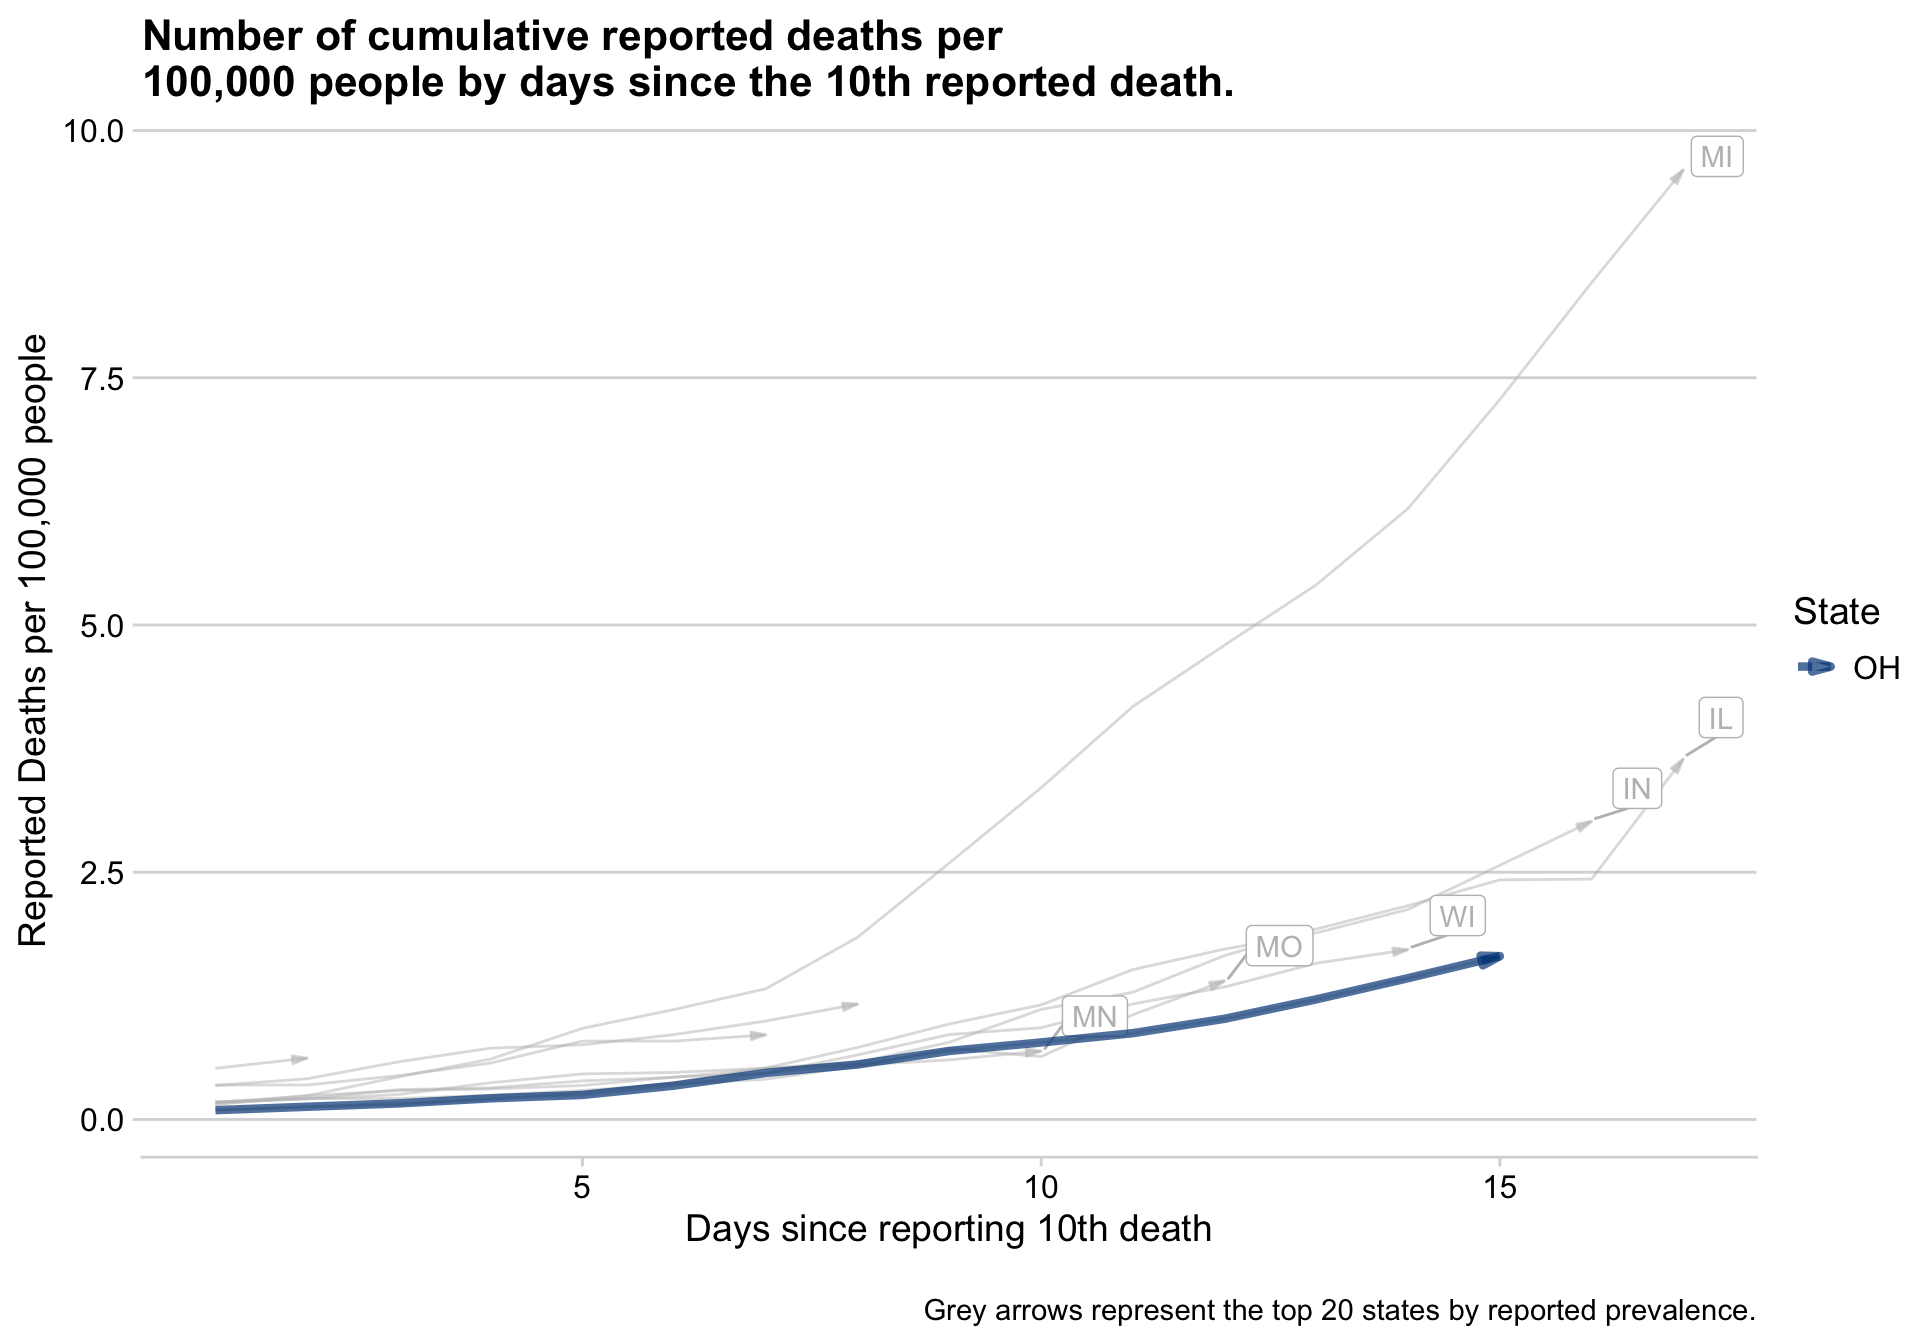 Number of cumulative reported deaths per
100,000 people by days since the 10th reported death.
10.0
7.5
5.0
2.5
0.0
Reported Deaths per 100,000 people
MI
IL
IN
WI
MO
MN
State
OH
5
10
15
Days since reporting 10th death
Grey arrows represent the top 20 states by reported prevalence.